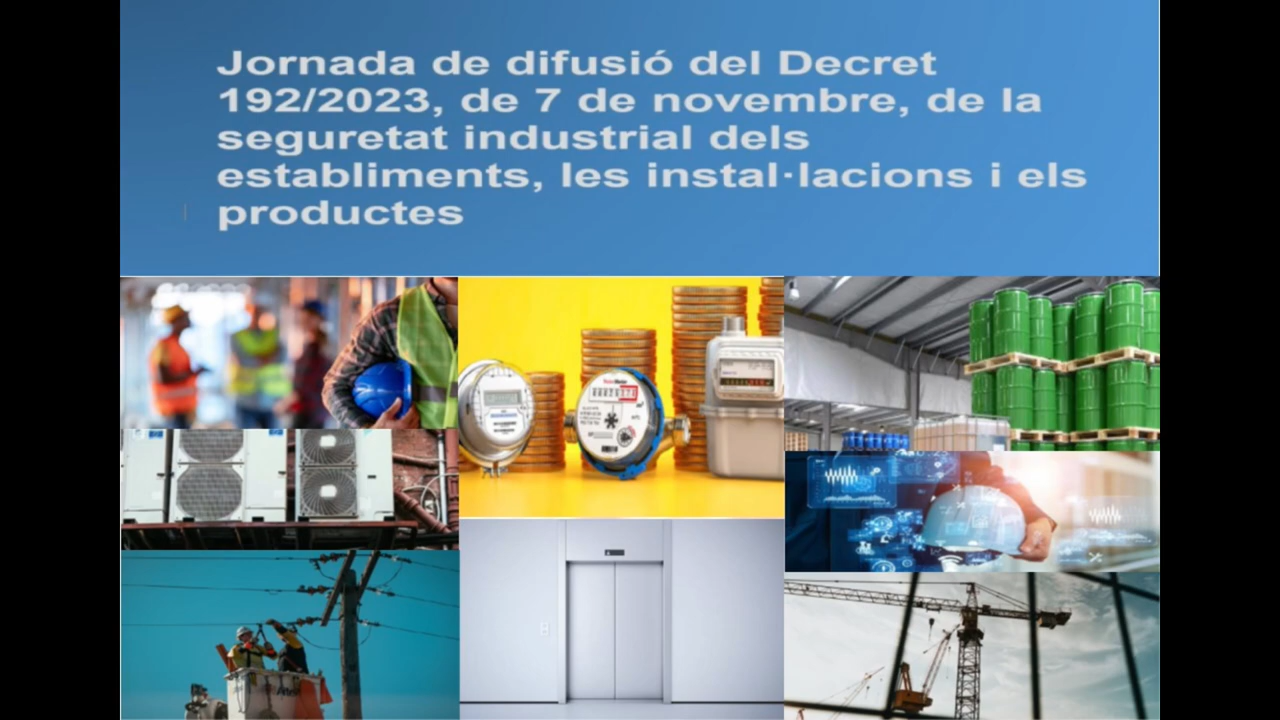 Jornada de difusió del Decret
192/2023, de 7 de novembre, de la
seguretat industrial dels
establiments, les instal·lacions i els
productes